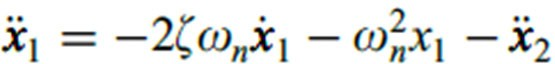 ẍ₁ = −2ζωₙẋ₁ − ωₙ²x₁ − ẍ₂